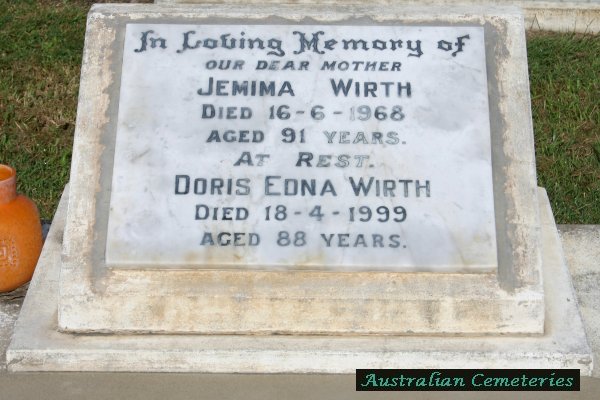 In Loving Memory of
OUR DEAR MOTHER
JEMIMA WIRTH
DIED 16-6-1968
AGED 91 YEARS.
AT REST.
DORIS EDNA WIRTH
DIED 18-4-1999
AGED 88 YEARS.
Australian Cemeteries